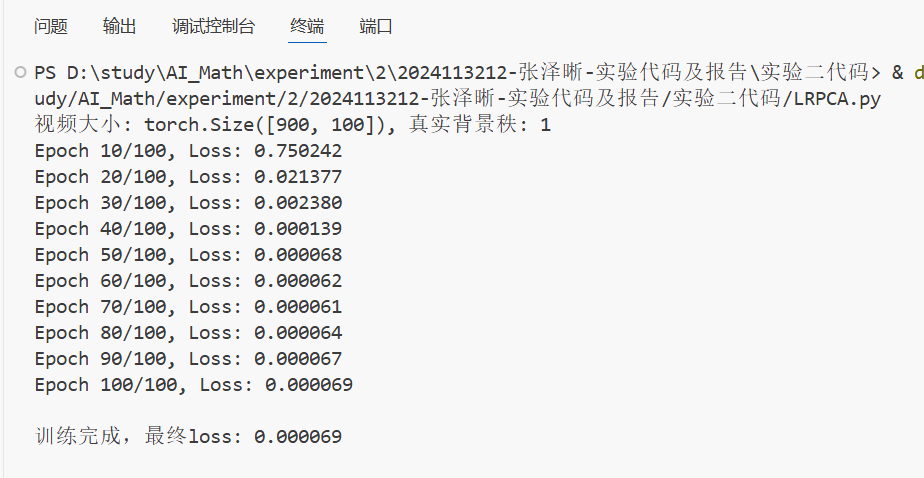 问题 输出 调试控制台 终端 端口
PS D:\study\AI_Math\experiment\2\2024113212-张泽晰-实验代码及报告\实验二代码> & d
udy/AI_Math/experiment/2/2024113212-张泽晰-实验代码及报告/实验二代码/LRPCA.py
视频大小: torch.Size([900, 100]), 真实背景秩: 1
Epoch 10/100, Loss: 0.750242
Epoch 20/100, Loss: 0.021377
Epoch 30/100, Loss: 0.002380
Epoch 40/100, Loss: 0.000139
Epoch 50/100, Loss: 0.000068
Epoch 60/100, Loss: 0.000062
Epoch 70/100, Loss: 0.000061
Epoch 80/100, Loss: 0.000064
Epoch 90/100, Loss: 0.000067
Epoch 100/100, Loss: 0.000069
训练完成，最终loss: 0.000069